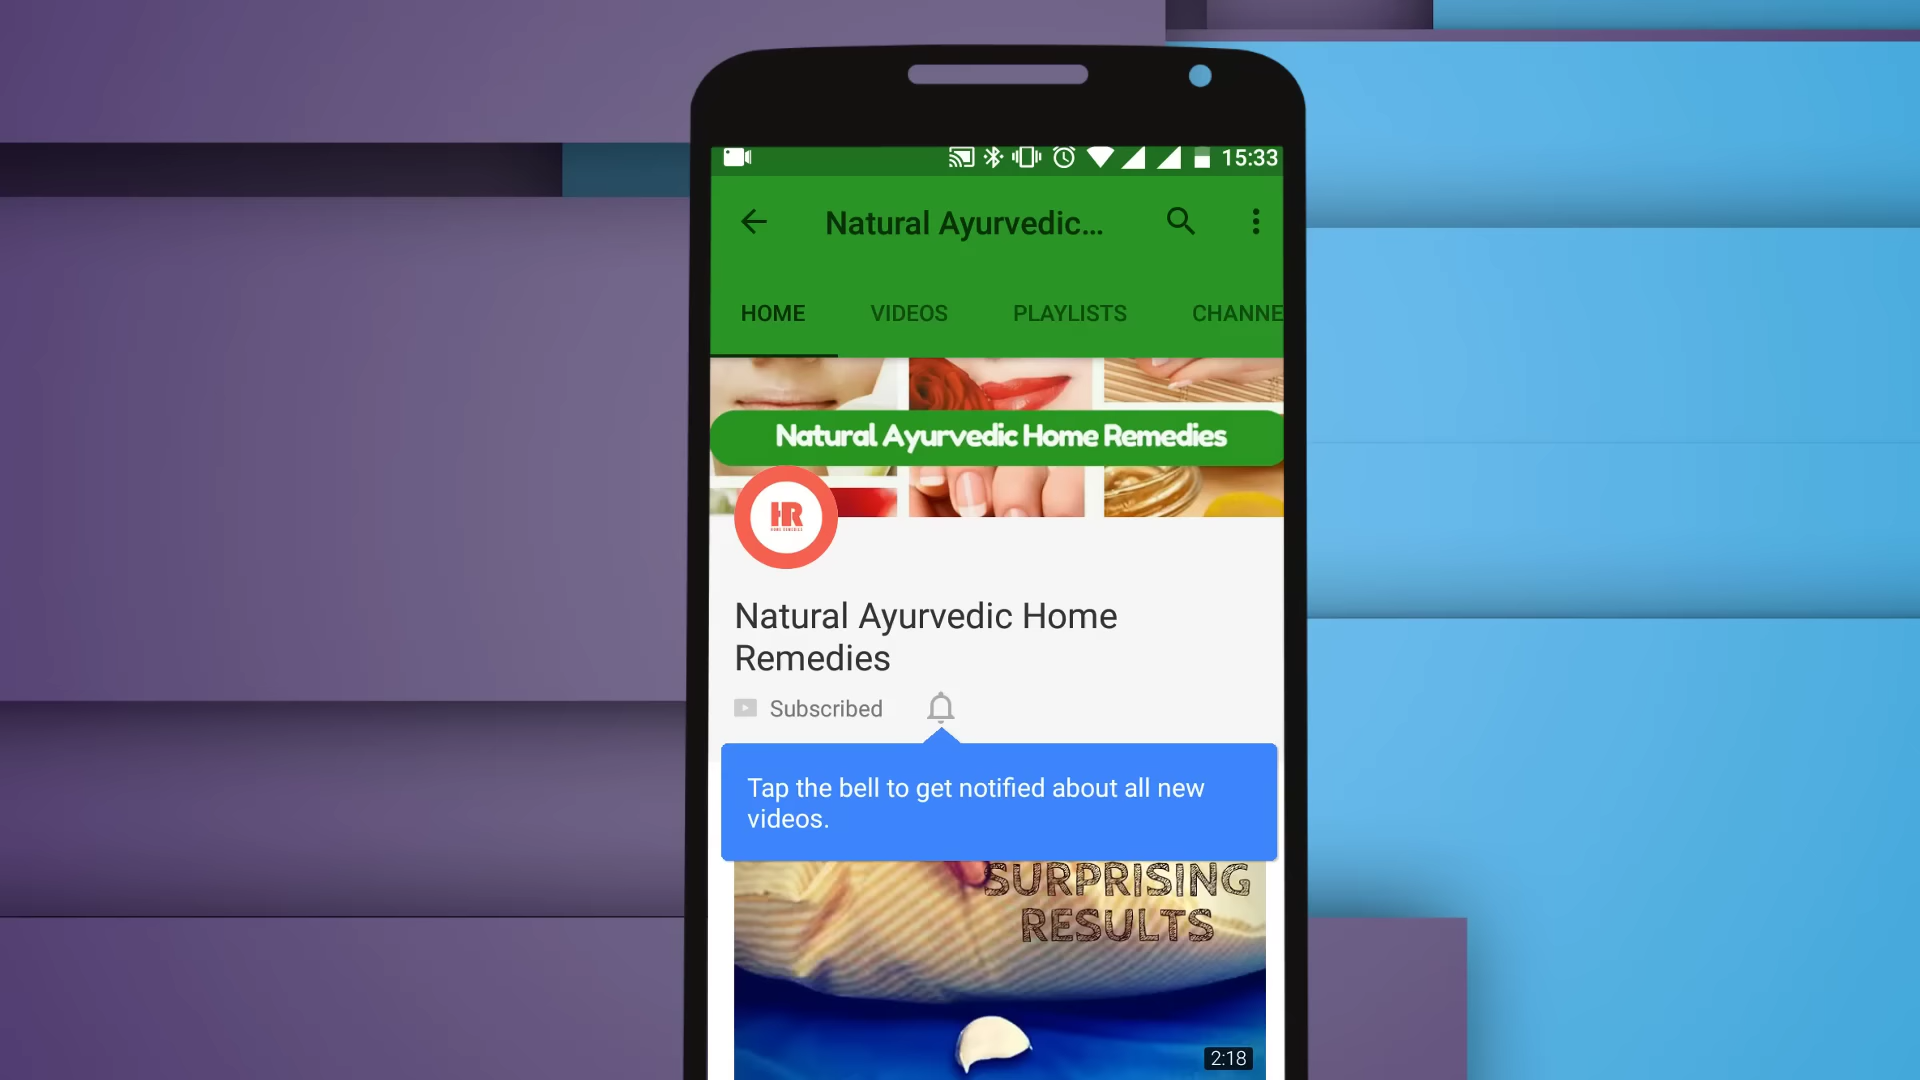 15:33
Natural Ayurvedic...
HOME VIDEOS PLAYLISTS CHANNE
Natural Ayurvedic Home Remedies
HR
Natural Ayurvedic Home
Remedies
Subscribed
Tap the bell to get notified about all new
videos.
SURPRISING
RESULTS
2:18